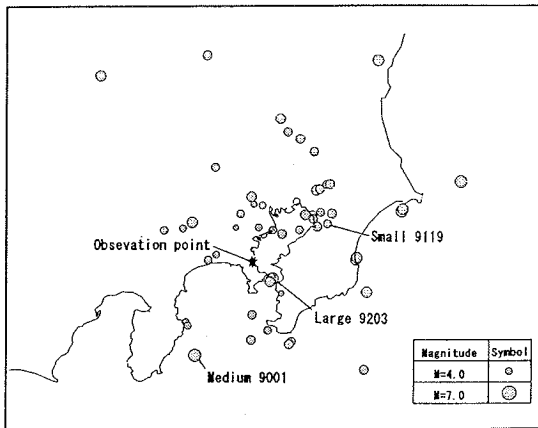 Small 9119
Obsevation point
Large 9203
Medium 9001
Magnitude Symbol
M=4.0
M=7.0